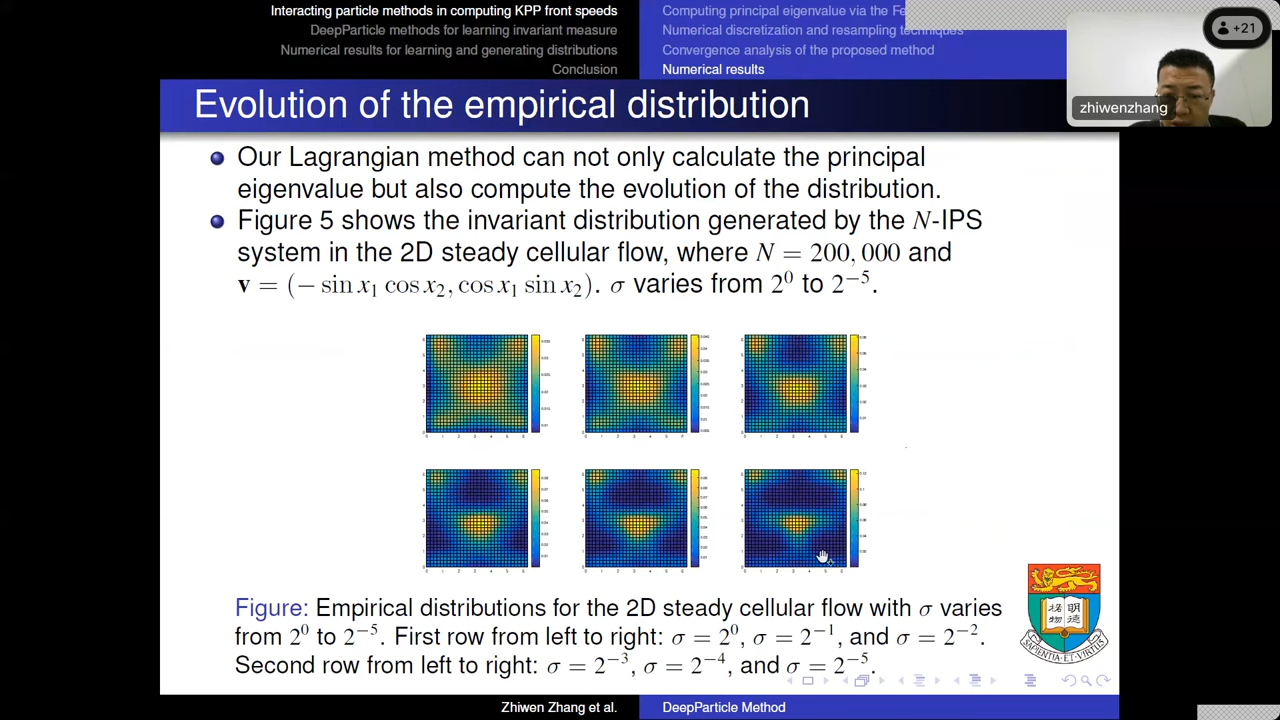 Interacting particle methods in computing KPP front speeds
DeepParticle methods for learning invariant measure
Numerical results for learning and generating distributions
Conclusion
Computing principal eigenvalue via the Fe
Numerical discretization and resampling techniques
Convergence analysis of the proposed method
Numerical results
+21
zhiwenzhang
Evolution of the empirical distribution
Our Lagrangian method can not only calculate the principal
eigenvalue but also compute the evolution of the distribution.
Figure 5 shows the invariant distribution generated by the N-IPS
system in the 2D steady cellular flow, where N = 200, 000 and
v = (− sin x₁ cos x₂, cos x₁ sin x₂). σ varies from 2⁰ to 2⁻⁵.
Figure: Empirical distributions for the 2D steady cellular flow with σ varies
from 2⁰ to 2⁻⁵. First row from left to right: σ = 2⁰, σ = 2⁻¹, and σ = 2⁻².
Second row from left to right: σ = 2⁻³, σ = 2⁻⁴, and σ = 2⁻⁵.
SAPIENTIA·ET·VIRTUS
Zhiwen Zhang et al.
DeepParticle Method